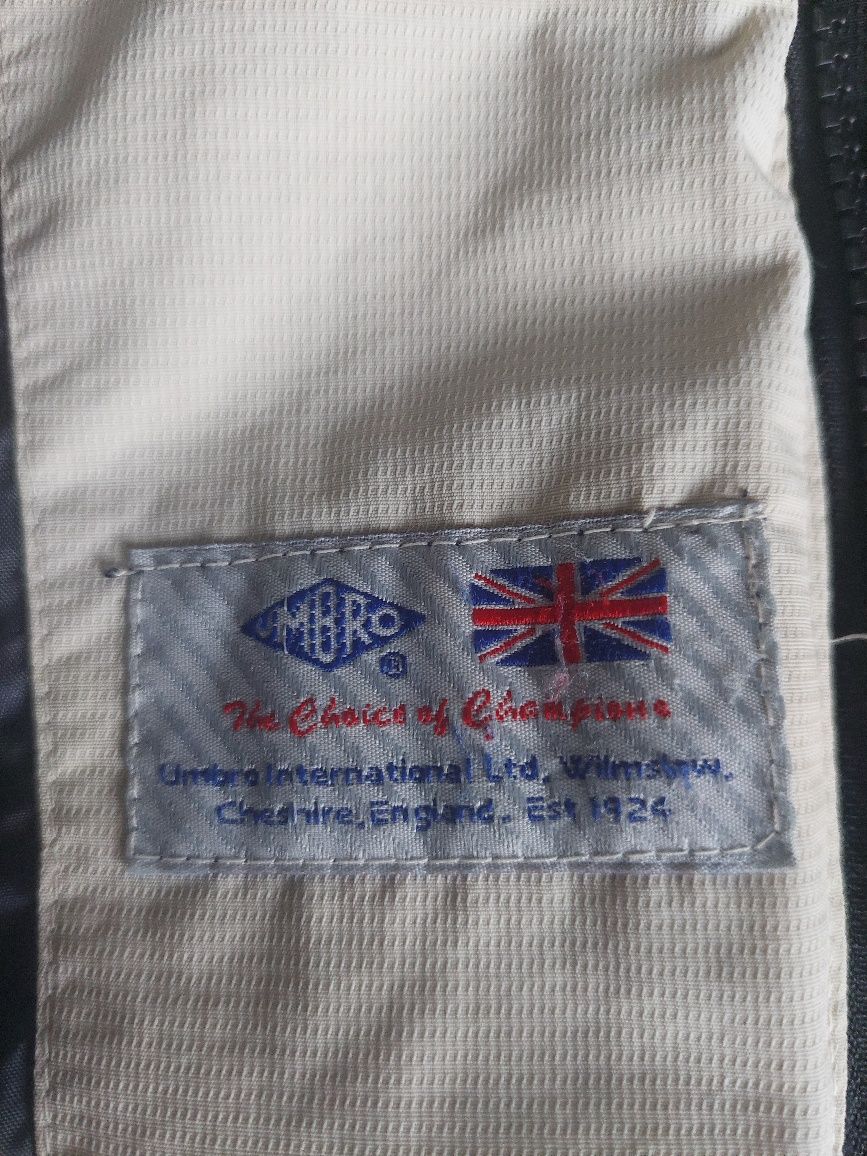 UMBRO
®
The Choice of Champions
Umbro International Ltd, Wilmslow,
Cheshire, England. Est 1924